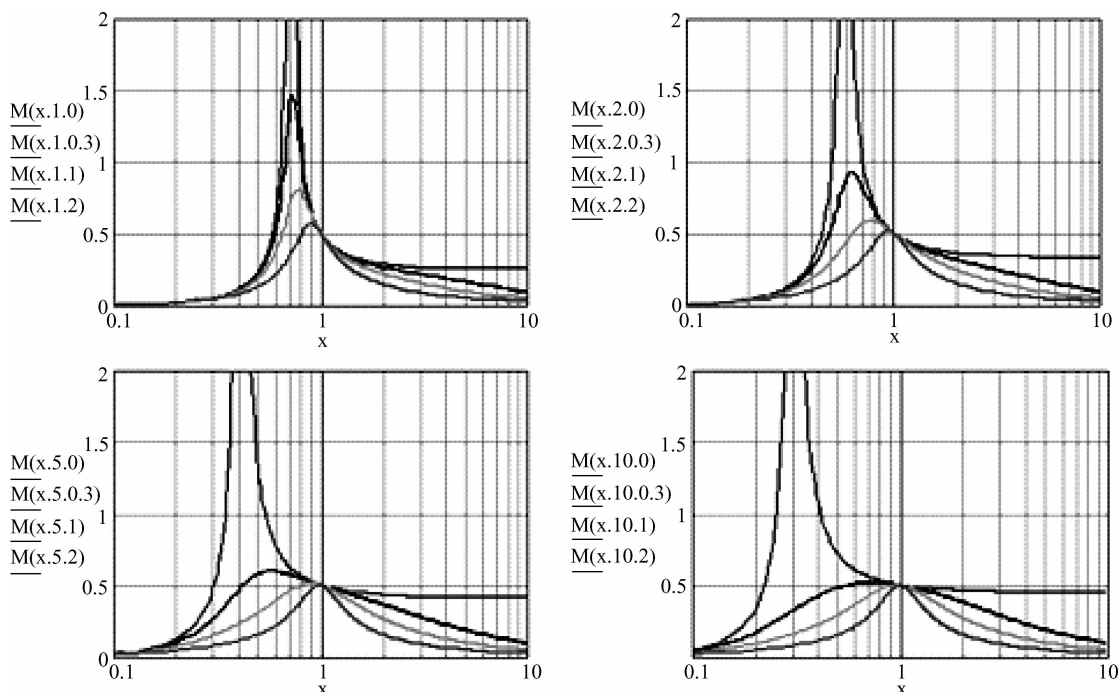 2
1.5
1
0.5
0
M(x.1.0)
M(x.1.0.3)
M(x.1.1)
M(x.1.2)
0.1
1
10
x
2
1.5
1
0.5
0
M(x.2.0)
M(x.2.0.3)
M(x.2.1)
M(x.2.2)
0.1
1
10
x
2
1.5
1
0.5
0
M(x.5.0)
M(x.5.0.3)
M(x.5.1)
M(x.5.2)
0.1
1
10
x
2
1.5
1
0.5
M(x.10.0)
M(x.10.0.3)
M(x.10.1)
M(x.10.2)
0.1
1
10
x